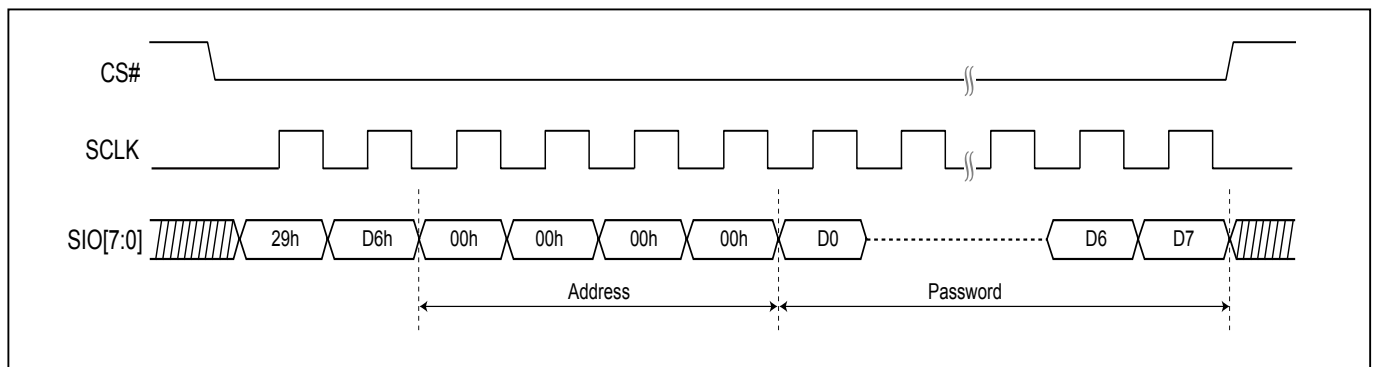 CS#
SCLK
SIO[7:0] 29h D6h 00h 00h 00h 00h D0 D6 D7
Address Password